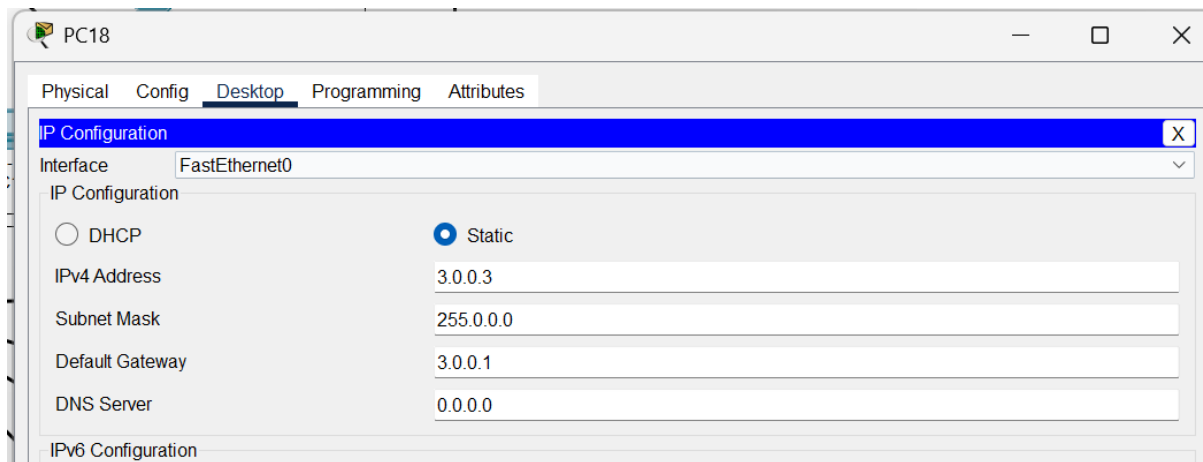 PC18
Physical Config Desktop Programming Attributes
IP Configuration X
Interface FastEthernet0
IP Configuration
DHCP Static
IPv4 Address 3.0.0.3
Subnet Mask 255.0.0.0
Default Gateway 3.0.0.1
DNS Server 0.0.0.0
IPv6 Configuration